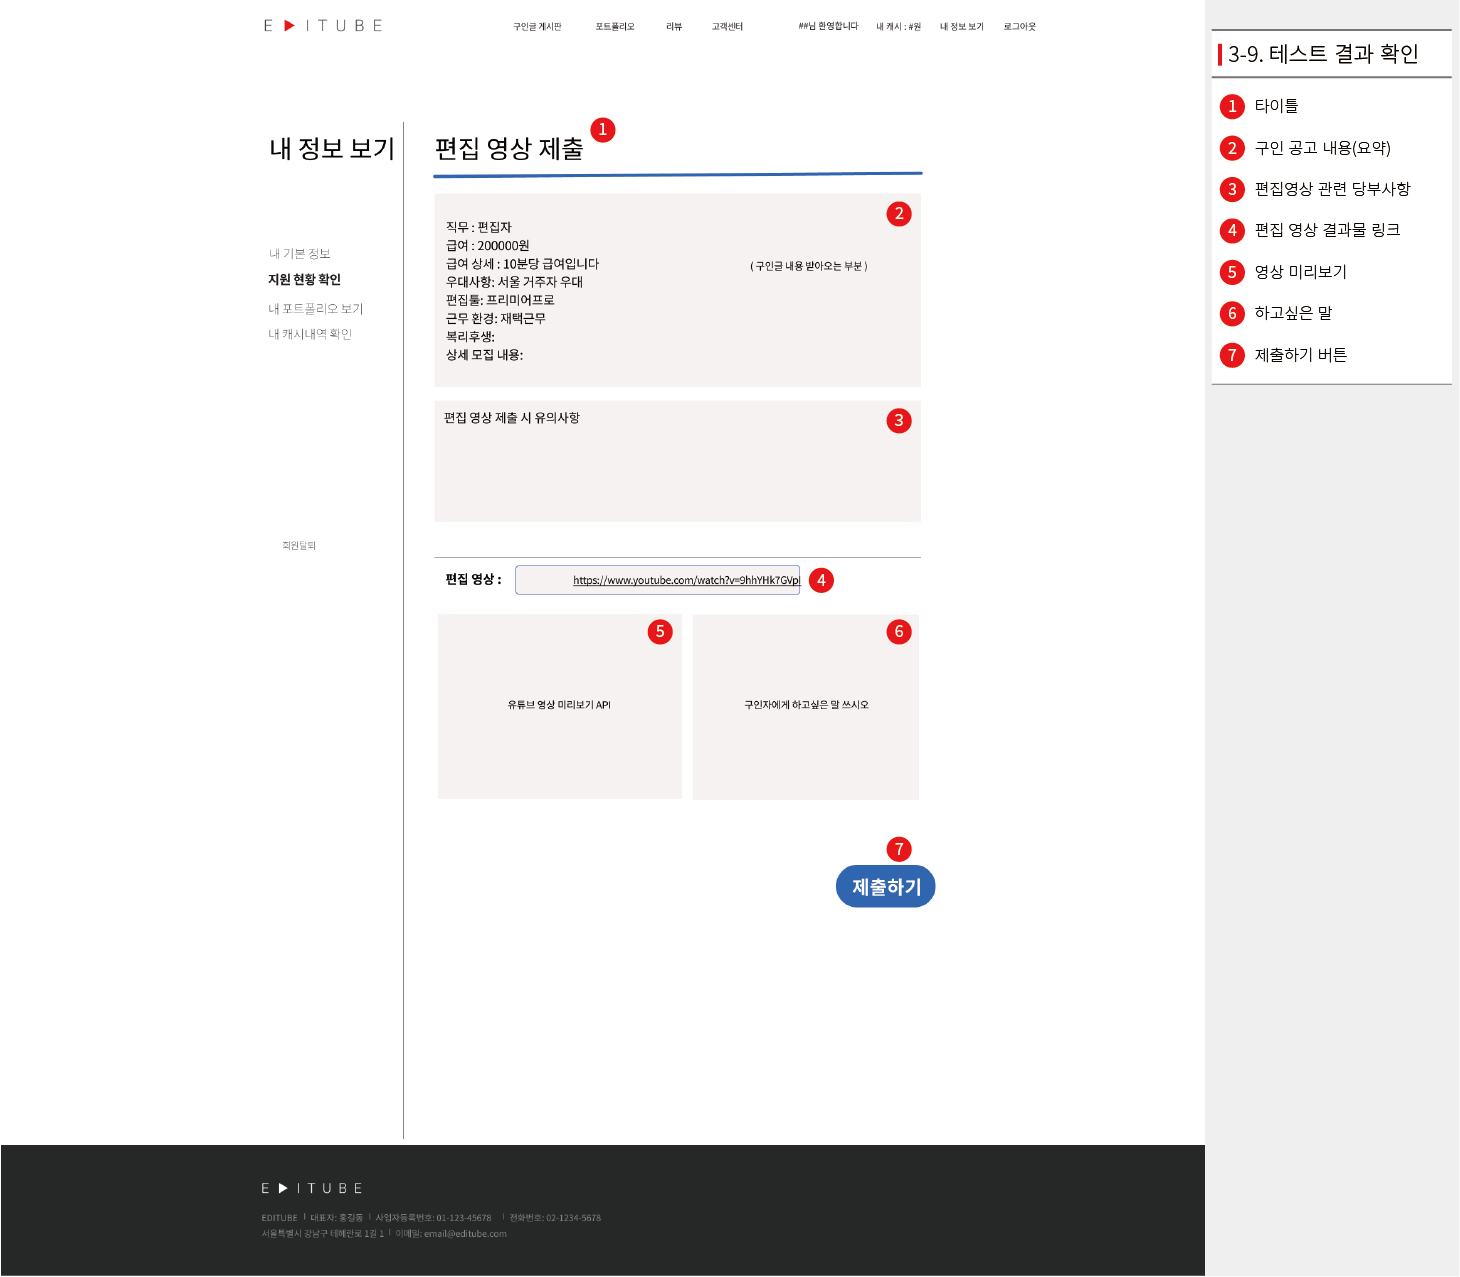 E ▶ I T U B E
구인글 게시판 포트폴리오 리뷰 고객센터 ##님 환영합니다 내 캐시 : #원 내 정보 보기 로그아웃
내 정보 보기
내 기본 정보
지원 현황 확인
내 포트폴리오 보기
내 캐시내역 확인
회원탈퇴
편집 영상 제출 1
2
직무 : 편집자
급여 : 200000원
급여 상세 : 10분당 급여입니다
우대사항: 서울 거주자 우대
편집툴: 프리미어프로
근무 환경: 재택근무
복리후생:
상세 모집 내용:
( 구인글 내용 받아오는 부분 )
편집 영상 제출 시 유의사항 3
편집 영상 : https://www.youtube.com/watch?v=9hhYHk7GVpI 4
5
유튜브 영상 미리보기 API
6
구인자에게 하고싶은 말 쓰시오
7
제출하기
3-9. 테스트 결과 확인
1 타이틀
2 구인 공고 내용(요약)
3 편집영상 관련 당부사항
4 편집 영상 결과물 링크
5 영상 미리보기
6 하고싶은 말
7 제출하기 버튼
E ▶ I T U B E
EDITUBE | 대표자: 홍길동 | 사업자등록번호: 01-123-45678 | 전화번호: 02-1234-5678
서울특별시 강남구 테헤란로 1길 1 | 이메일: email@editube.com